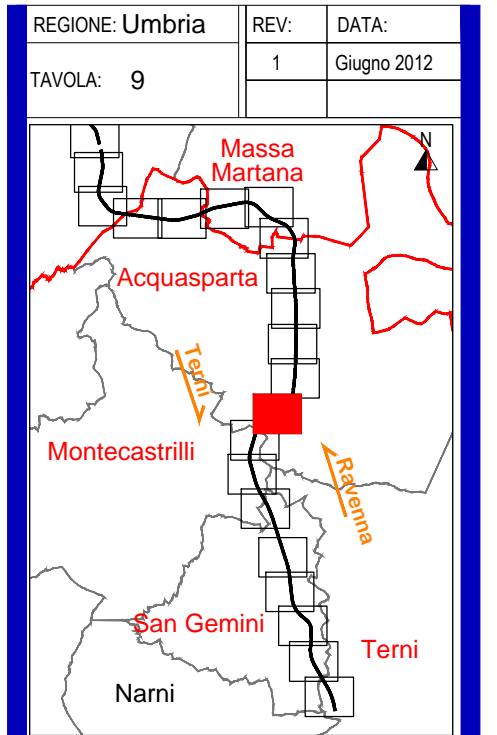 REGIONE: Umbria
REV:
DATA:
TAVOLA: 9
1
Giugno 2012
N
Massa
Martana
Acquasparta
Terni
Montecastrilli
Ravenna
San Gemini
Terni
Narni